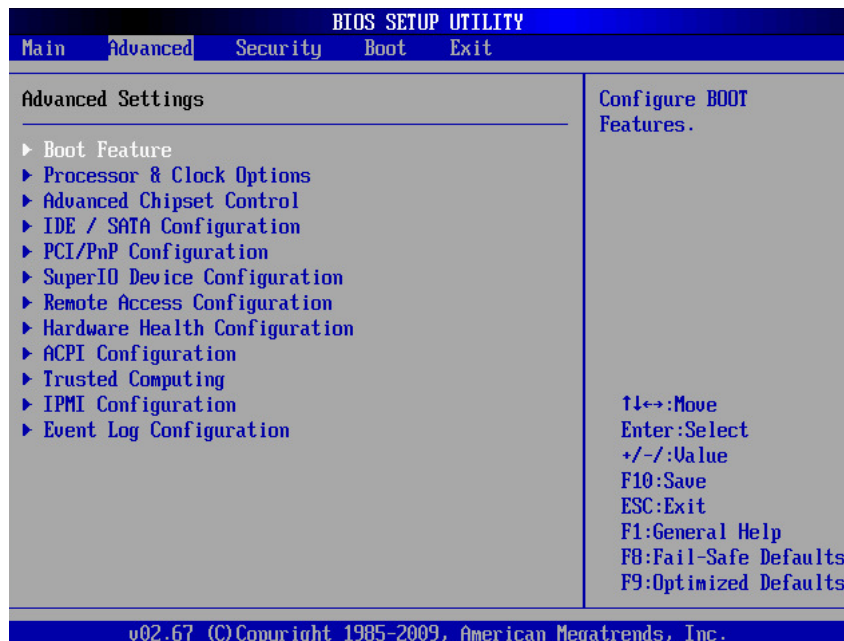 BIOS SETUP UTILITY
Main Advanced Security Boot Exit
Advanced Settings
▶ Boot Feature
▶ Processor & Clock Options
▶ Advanced Chipset Control
▶ IDE / SATA Configuration
▶ PCI/PnP Configuration
▶ SuperIO Device Configuration
▶ Remote Access Configuration
▶ Hardware Health Configuration
▶ ACPI Configuration
▶ Trusted Computing
▶ IPMI Configuration
▶ Event Log Configuration
Configure BOOT
Features.
↑↓←→:Move
Enter:Select
+/-/:Value
F10:Save
ESC:Exit
F1:General Help
F8:Fail-Safe Defaults
F9:Optimized Defaults
v02.67 (C)Copyright 1985-2009, American Megatrends, Inc.